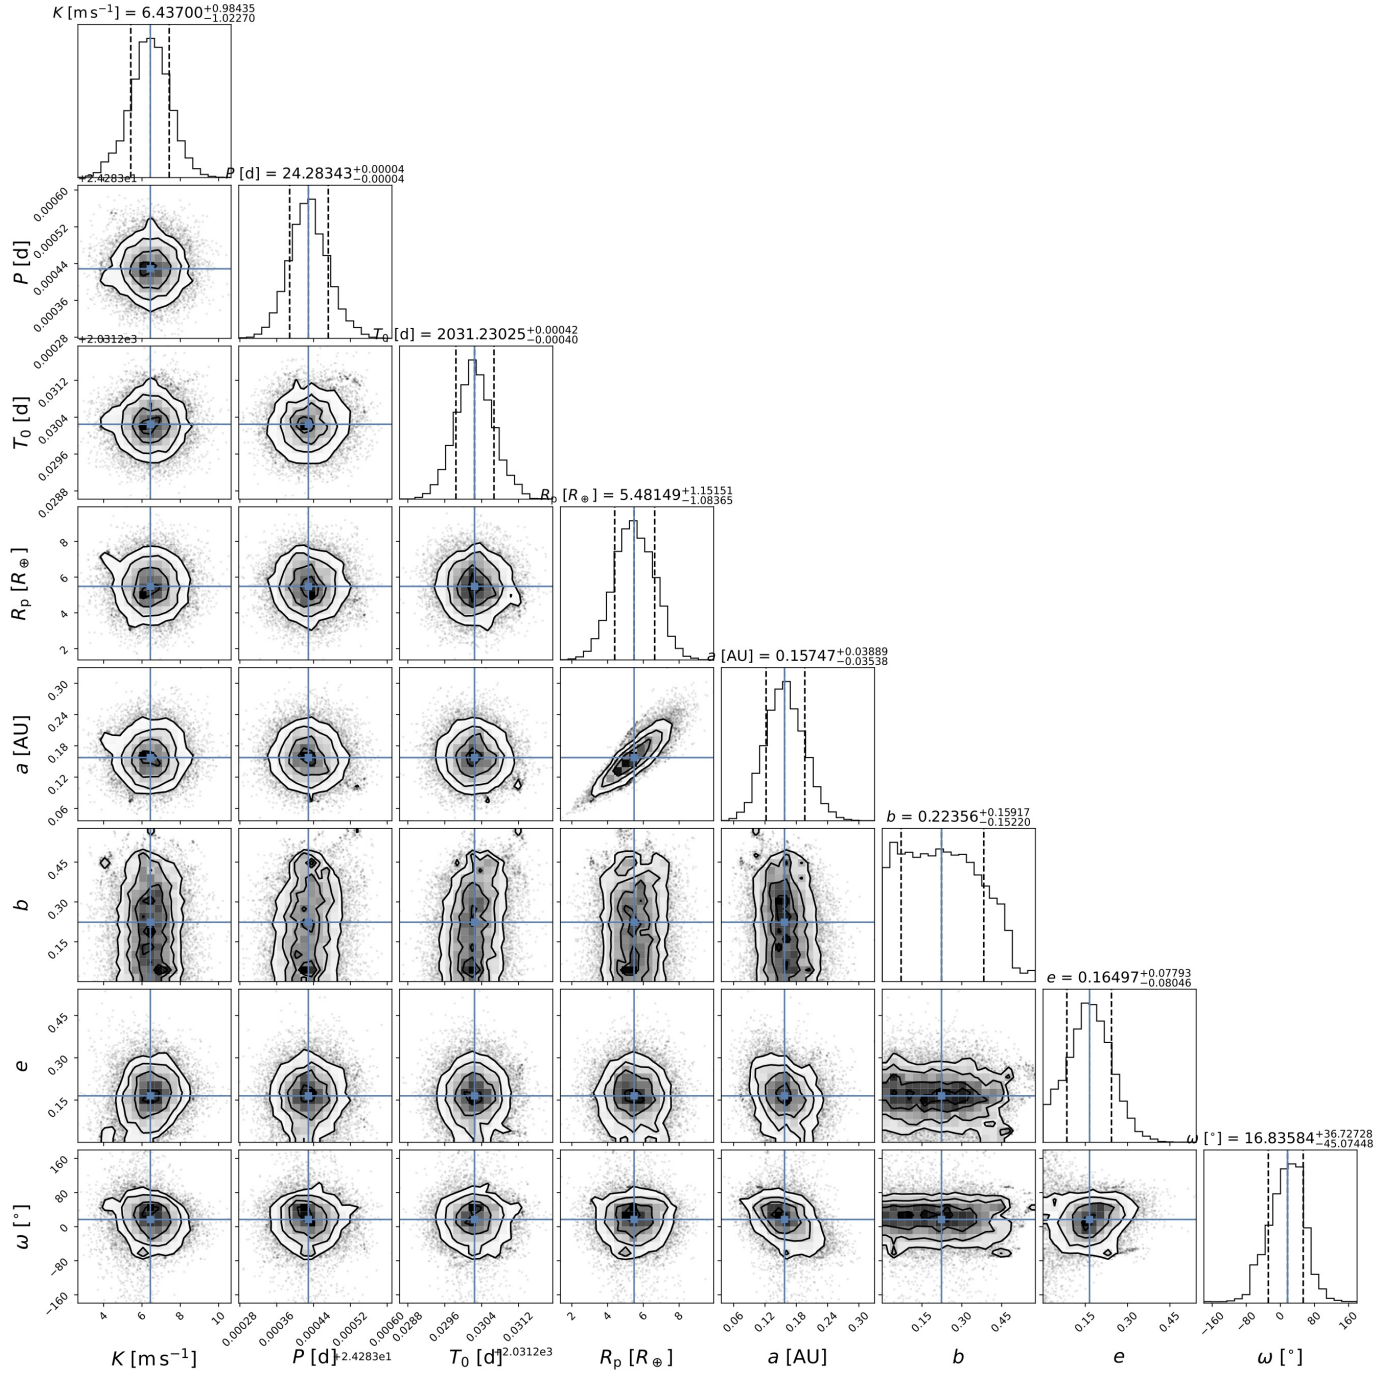 K [m s⁻¹] = 6.43700+0.98435 −1.02270
+2.4283e1
P [d] = 24.28343+0.00004 −0.00004
0.00060
0.00052
0.00044
0.00036
0.00028
P [d]
+2.0312e3
T₀ [d] = 2031.23025+0.00042 −0.00040
0.0312
0.0304
0.0296
0.0288
T₀ [d]
Rₚ [R⊕] = 5.48149+1.15151 −1.08365
8
6
4
2
Rₚ [R⊕]
a [AU] = 0.15747+0.03889 −0.03538
0.30
0.24
0.18
0.12
0.06
a [AU]
b = 0.22356+0.15917 −0.15220
0.45
0.30
0.15
b
e = 0.16497+0.07793 −0.08046
0.45
0.30
0.15
e
ω [°] = 16.83584+36.72728 −45.07448
160
80
0
−80
−160
ω [°]
4 6 8 10
0.00028 0.00036 0.00044 0.00052 0.00060
0.0288 0.0296 0.0304 0.0312
2 4 6 8
0.06 0.12 0.18 0.24 0.30
0.15 0.30 0.45
0.15 0.30 0.45
−160 −80 0 80 160
K [m s⁻¹] P [d] +2.4283e1 T₀ [d] +2.0312e3 Rₚ [R⊕] a [AU] b e ω [°]